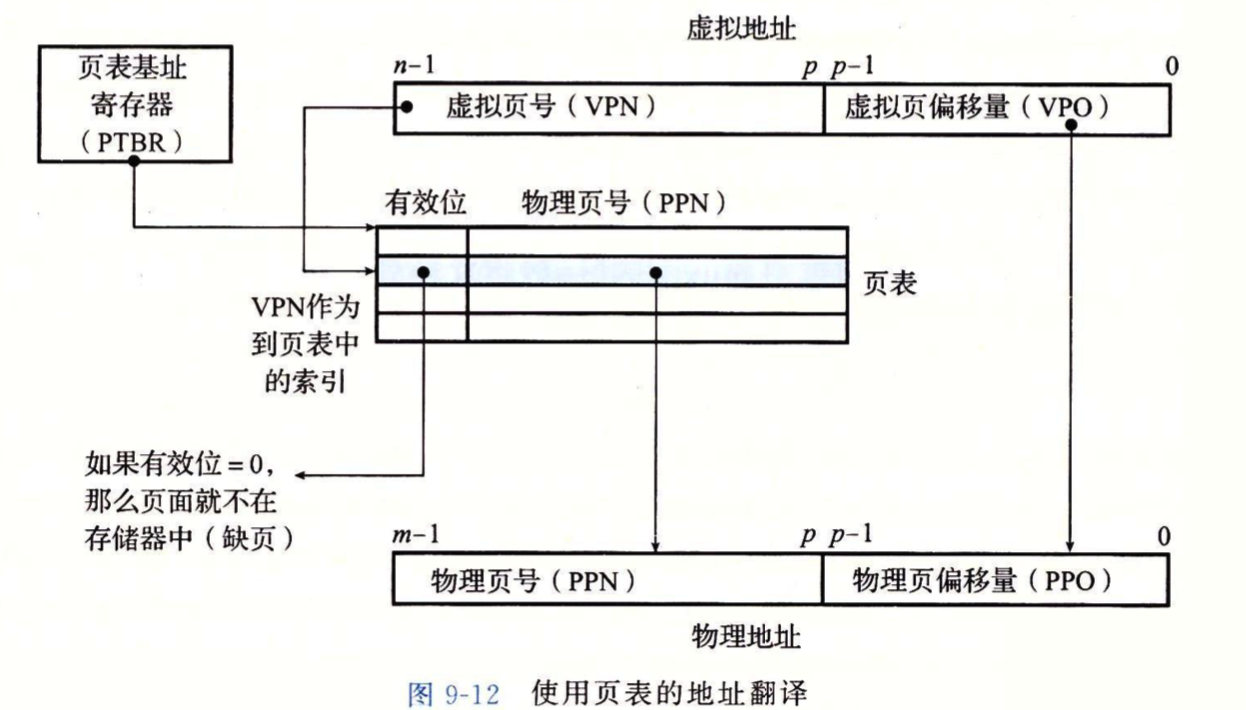 虚拟地址
页表基址
寄存器
（PTBR）
n-1
p p-1
0
虚拟页号（VPN）
虚拟页偏移量（VPO）
有效位
物理页号（PPN）
页表
VPN作为
到页表中
的索引
如果有效位=0，
那么页面就不在
存储器中（缺页）
m-1
p p-1
0
物理页号（PPN）
物理页偏移量（PPO）
物理地址
图 9-12 使用页表的地址翻译